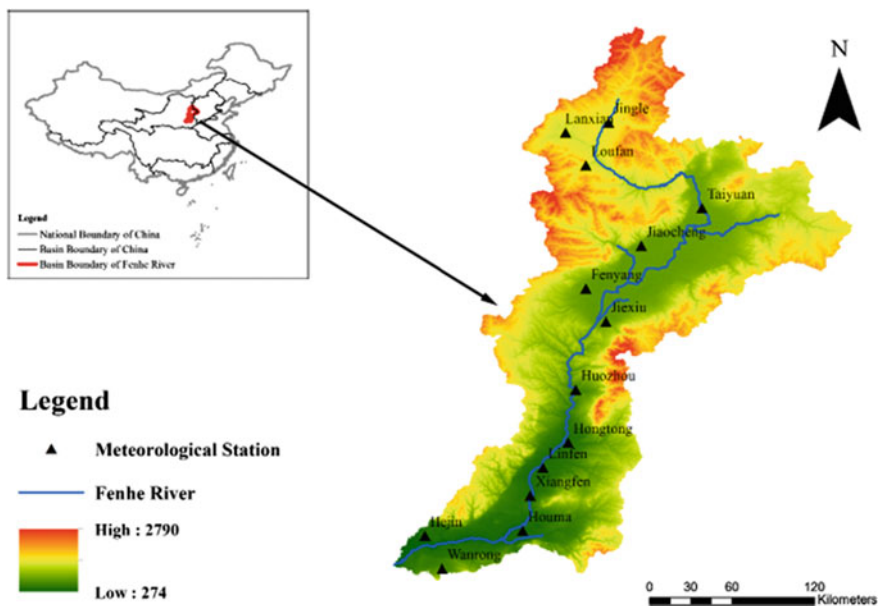 Legend
National Boundary of China
Basin Boundary of China
Basin Boundary of Fenhe River
N
Jingle
Lanxian
Loufan
Taiyuan
Jiaocheng
Fenyang
Jiexiu
Huozhou
Hongtong
Linfen
Xiangfen
Hejin
Houma
Wanrong
Legend
Meteorological Station
Fenhe River
High : 2790
Low : 274
0 30 60 120
Kilometers